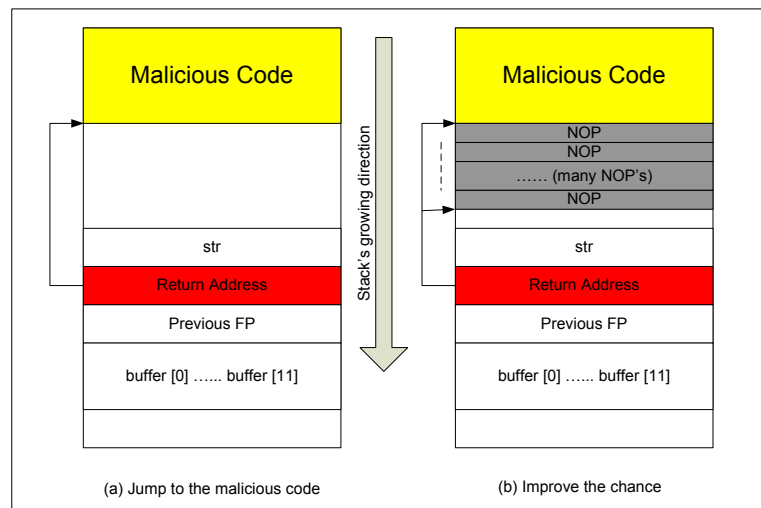 Malicious Code
str
Return Address
Previous FP
buffer [0] …... buffer [11]
(a) Jump to the malicious code
Stack's growing direction
Malicious Code
NOP
NOP
…... (many NOP's)
NOP
str
Return Address
Previous FP
buffer [0] …... buffer [11]
(b) Improve the chance